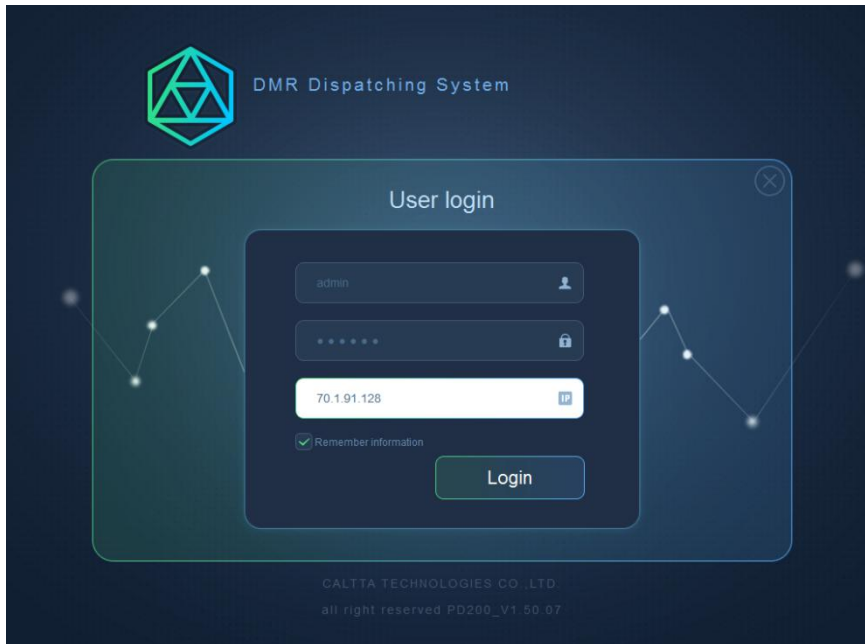 DMR Dispatching System
User login
admin
••••••
70.1.91.128 IP
Remember information
Login
CALTTA TECHNOLOGIES CO.,LTD.
all right reserved PD200_V1.50.07